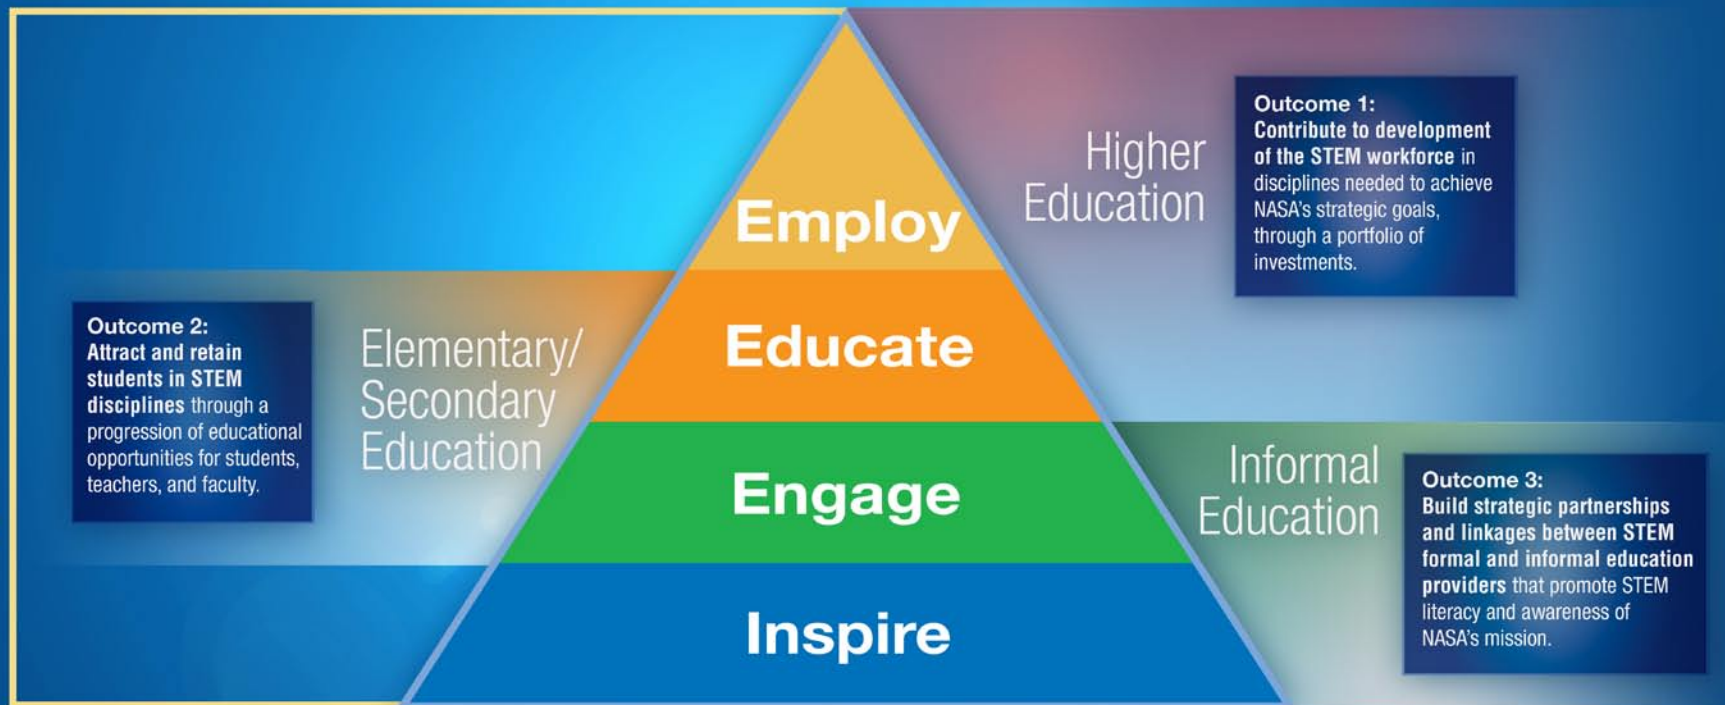 Employ
Educate
Engage
Inspire
Higher
Education
Outcome 1:
Contribute to development
of the STEM workforce in
disciplines needed to achieve
NASA's strategic goals,
through a portfolio of
investments.
Outcome 2:
Attract and retain
students in STEM
disciplines through a
progression of educational
opportunities for students,
teachers, and faculty.
Elementary/
Secondary
Education
Informal
Education
Outcome 3:
Build strategic partnerships
and linkages between STEM
formal and informal education
providers that promote STEM
literacy and awareness of
NASA's mission.